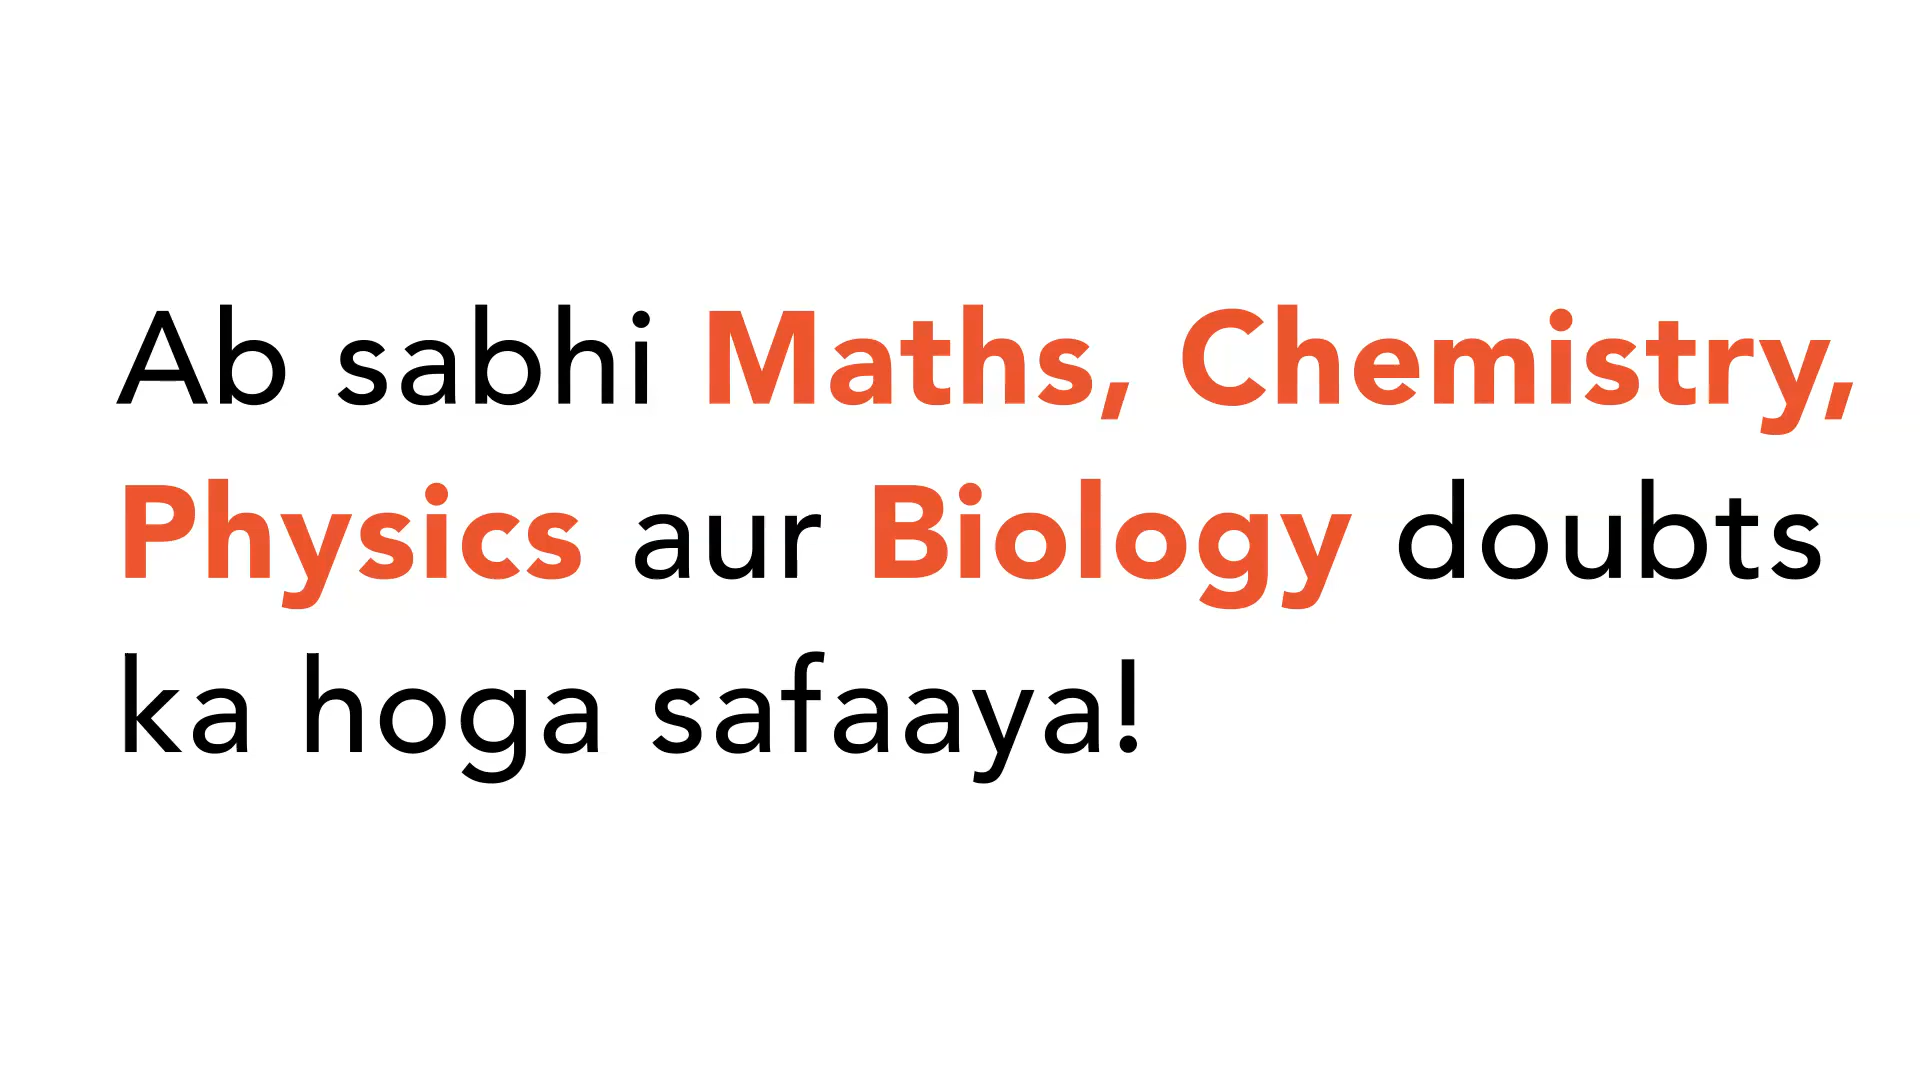 Ab sabhi Maths, Chemistry,
Physics aur Biology doubts
ka hoga safaaya!